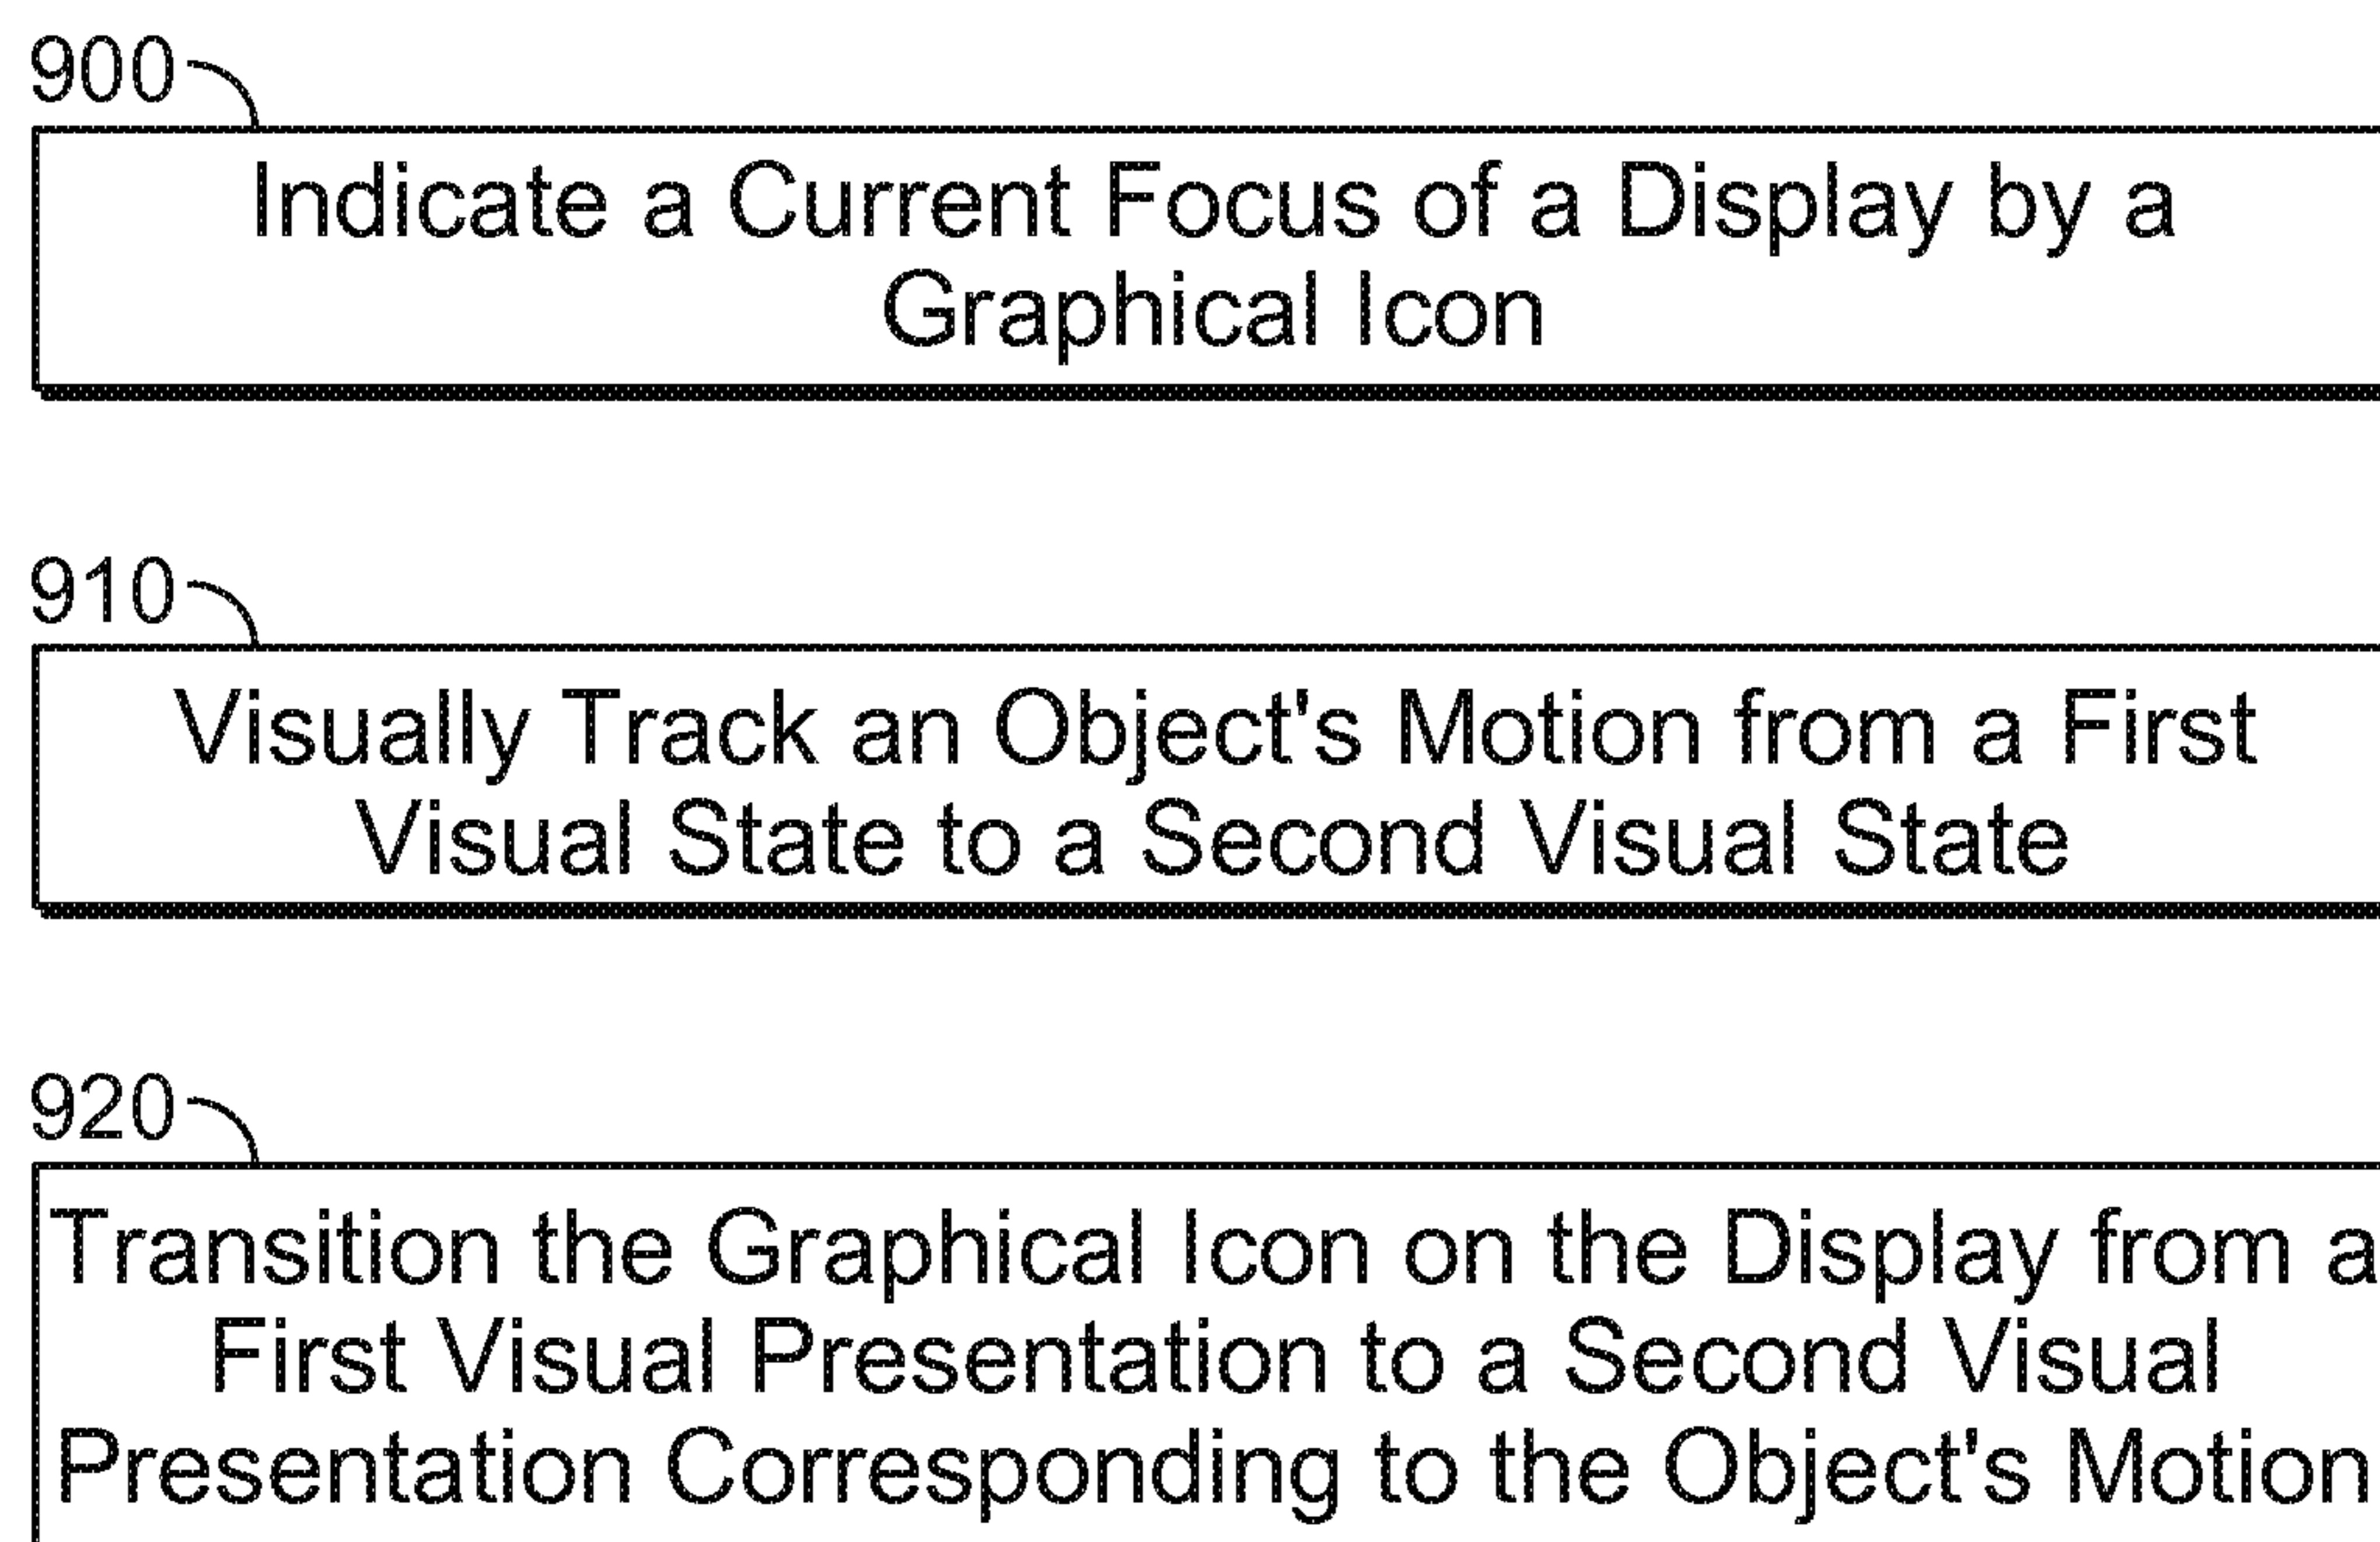 900
Indicate a Current Focus of a Display by a
Graphical Icon
910
Visually Track an Object's Motion from a First
Visual State to a Second Visual State
920
Transition the Graphical Icon on the Display from a
First Visual Presentation to a Second Visual
Presentation Corresponding to the Object's Motion